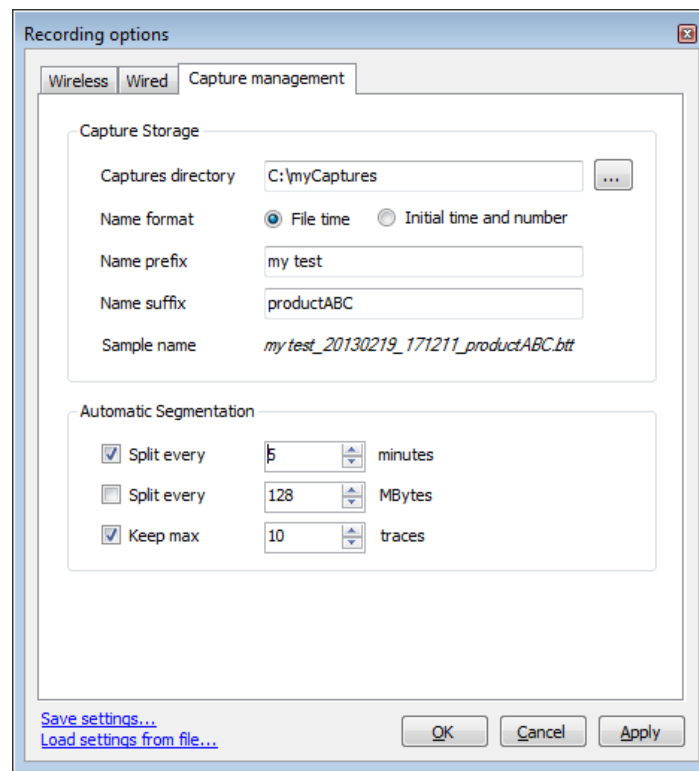 Recording options
Wireless Wired Capture management
Capture Storage
Captures directory C:\myCaptures ...
Name format File time Initial time and number
Name prefix my test
Name suffix productABC
Sample name my test_20130219_171211_productABC.btt
Automatic Segmentation
Split every 5 minutes
Split every 128 MBytes
Keep max 10 traces
Save settings...
Load settings from file...
OK Cancel Apply